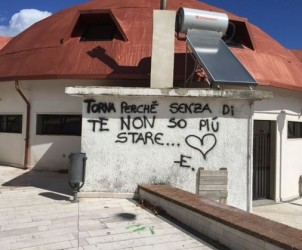 TORNA PERCHÉ SENZA DI
TE NON SO PIÙ
STARE...
-E.